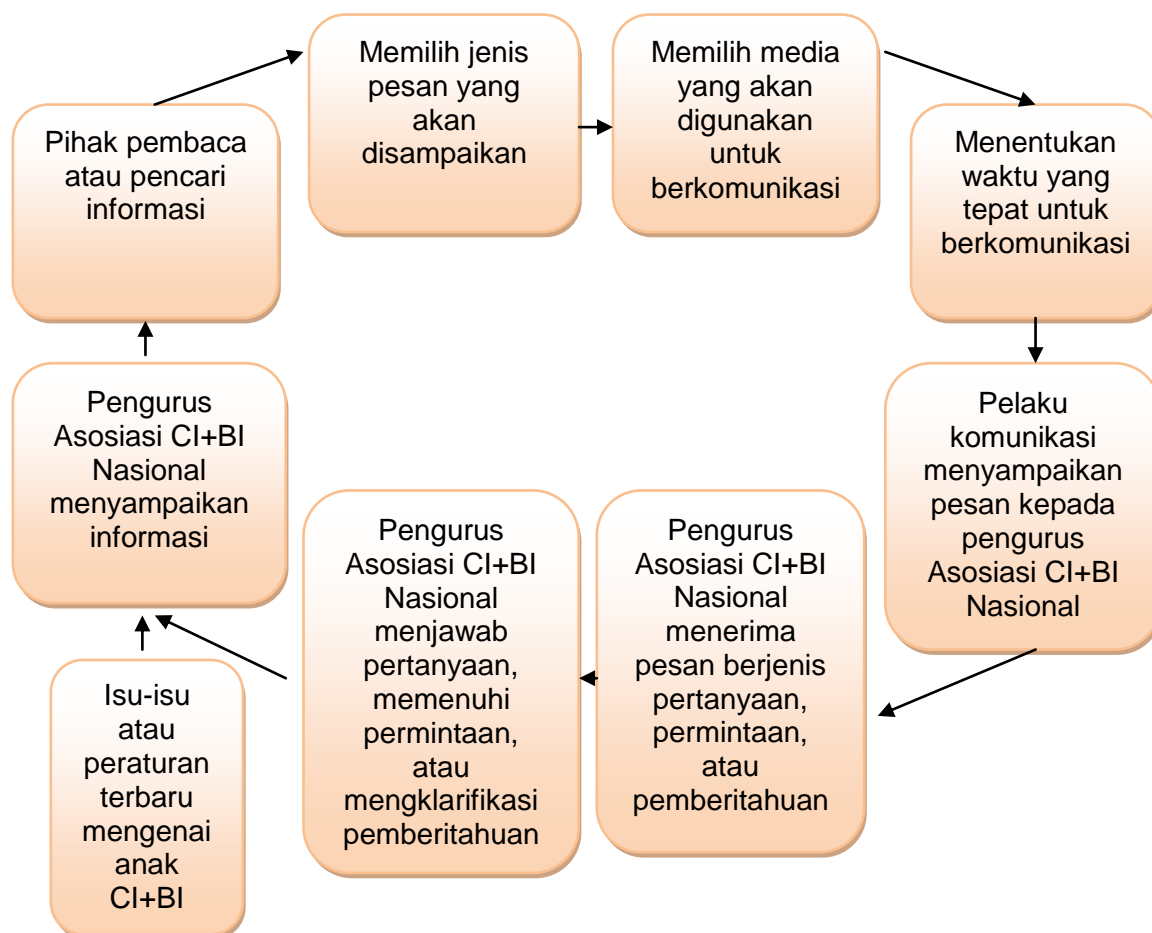 Pihak pembaca
atau pencari
informasi
Memilih jenis
pesan yang
akan
disampaikan
Memilih media
yang akan
digunakan
untuk
berkomunikasi
Menentukan
waktu yang
tepat untuk
berkomunikasi
Pelaku
komunikasi
menyampaikan
pesan kepada
pengurus
Asosiasi CI+BI
Nasional
Pengurus
Asosiasi CI+BI
Nasional
menerima
pesan berjenis
pertanyaan,
permintaan,
atau
pemberitahuan
Pengurus
Asosiasi CI+BI
Nasional
menjawab
pertanyaan,
memenuhi
permintaan,
atau
mengklarifikasi
pemberitahuan
Pengurus
Asosiasi CI+BI
Nasional
menyampaikan
informasi
Isu-isu
atau
peraturan
terbaru
mengenai
anak
CI+BI